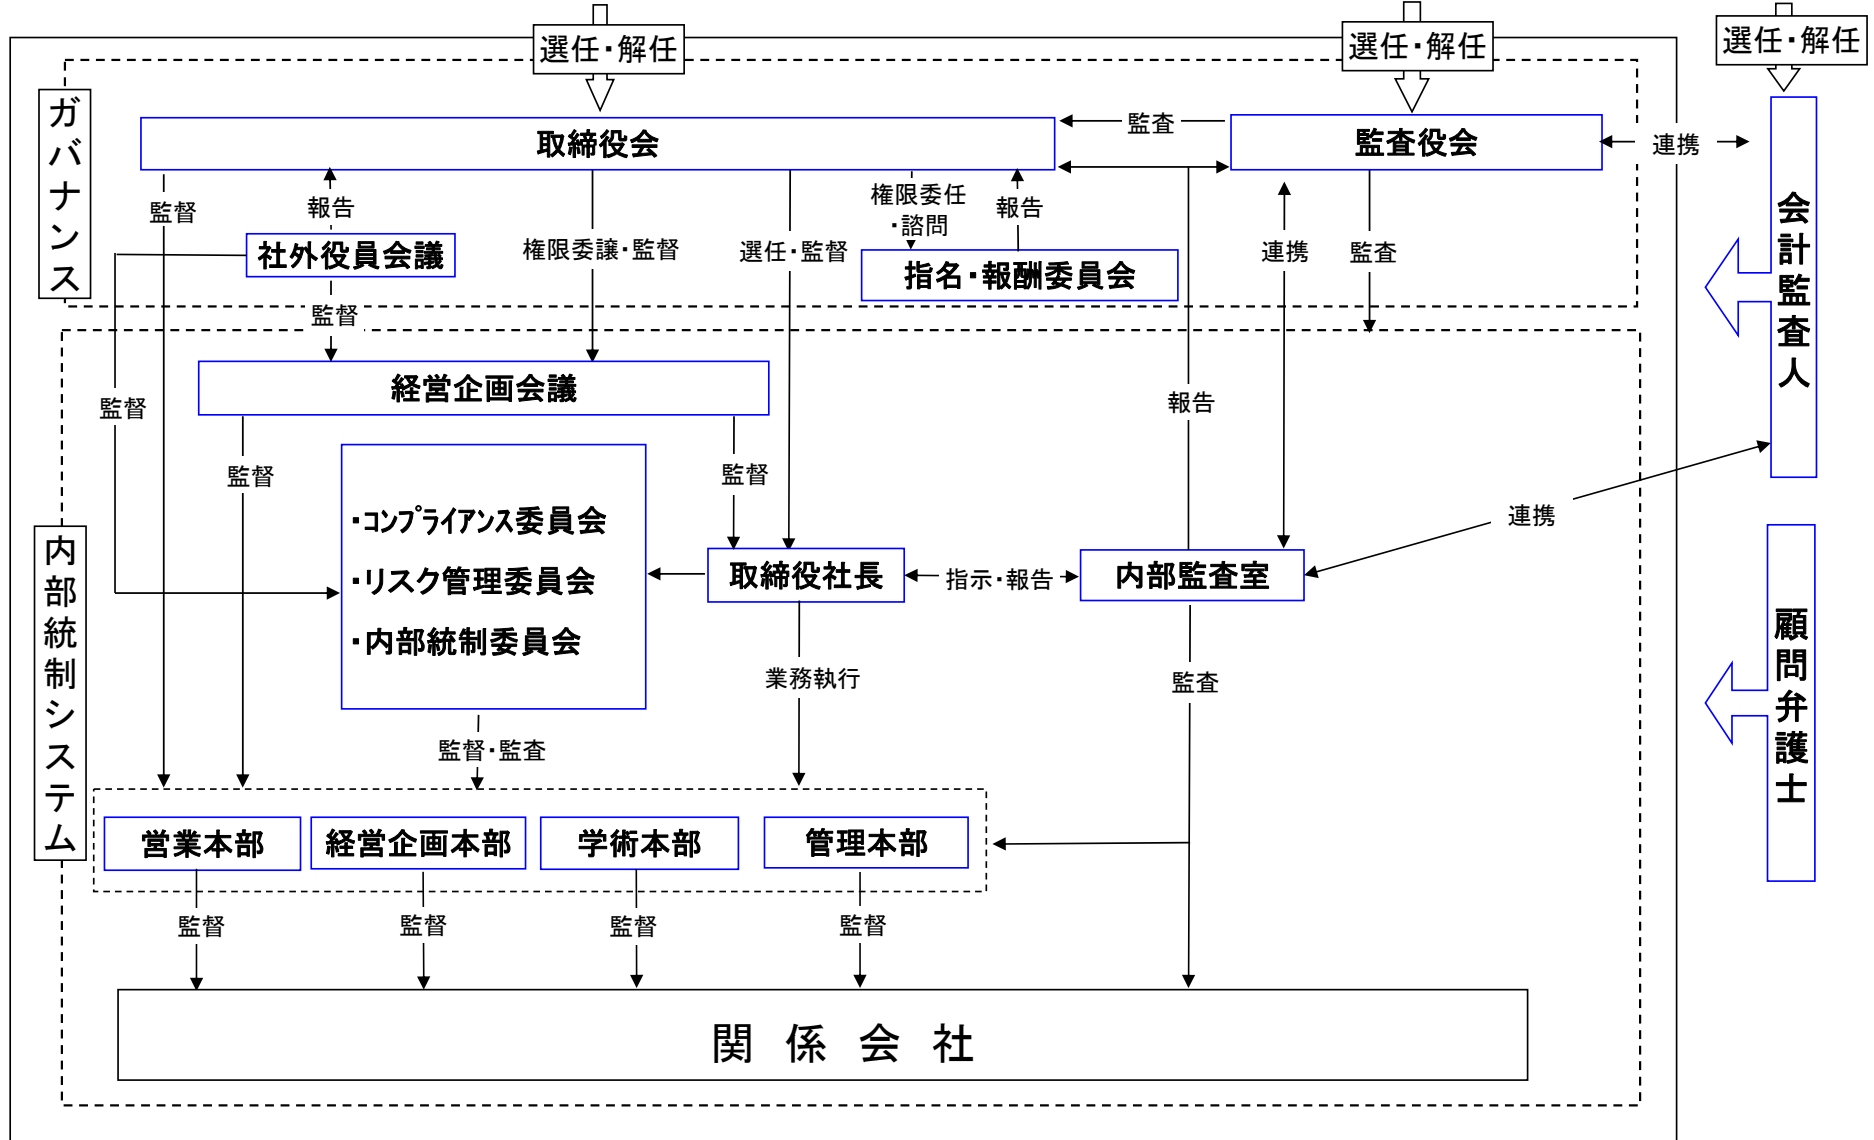 選任・解任
選任・解任
選任・解任
ガバナンス
取締役会
監査
監査役会
連携
監督
報告
権限委譲・監督
選任・監督
権限委任
・諮問
報告
連携
監査
社外役員会議
指名・報酬委員会
会計監査人
監督
経営企画会議
監督
報告
監督
監督
・コンプライアンス委員会
・リスク管理委員会
・内部統制委員会
連携
取締役社長
指示・報告
内部監査室
内部統制システム
顧問弁護士
業務執行
監査
監督・監査
営業本部
経営企画本部
学術本部
管理本部
監督
監督
監督
監督
関係会社